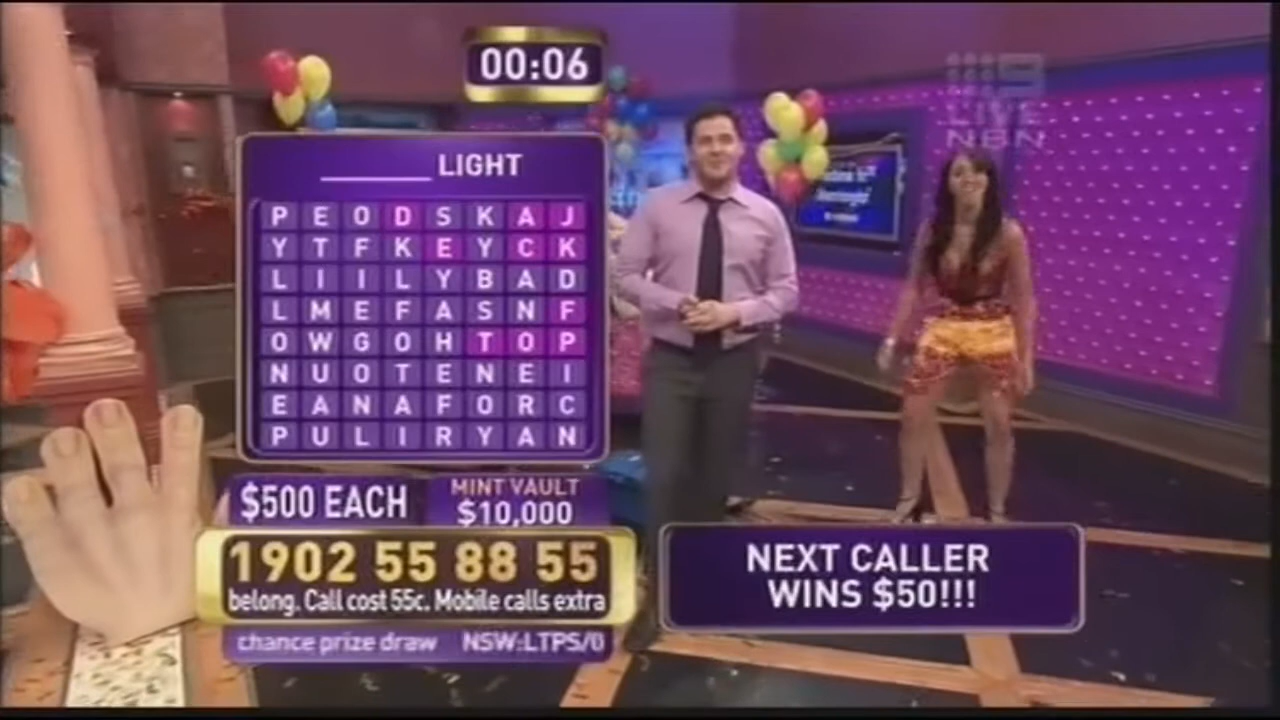 00:06
9
LIVE
NBN
______ LIGHT
P E O D S K A J
Y T F K E Y C K
L I I L Y B A D
L M E F A S N F
O W G O H T O P
N U O T E N E I
E A N A F O R C
P U L I R Y A N
$500 EACH
MINT VAULT
$10,000
1902 55 88 55
belong. Call cost 55c. Mobile calls extra
chance prize draw NSW:LTPS/0
NEXT CALLER
WINS $50!!!